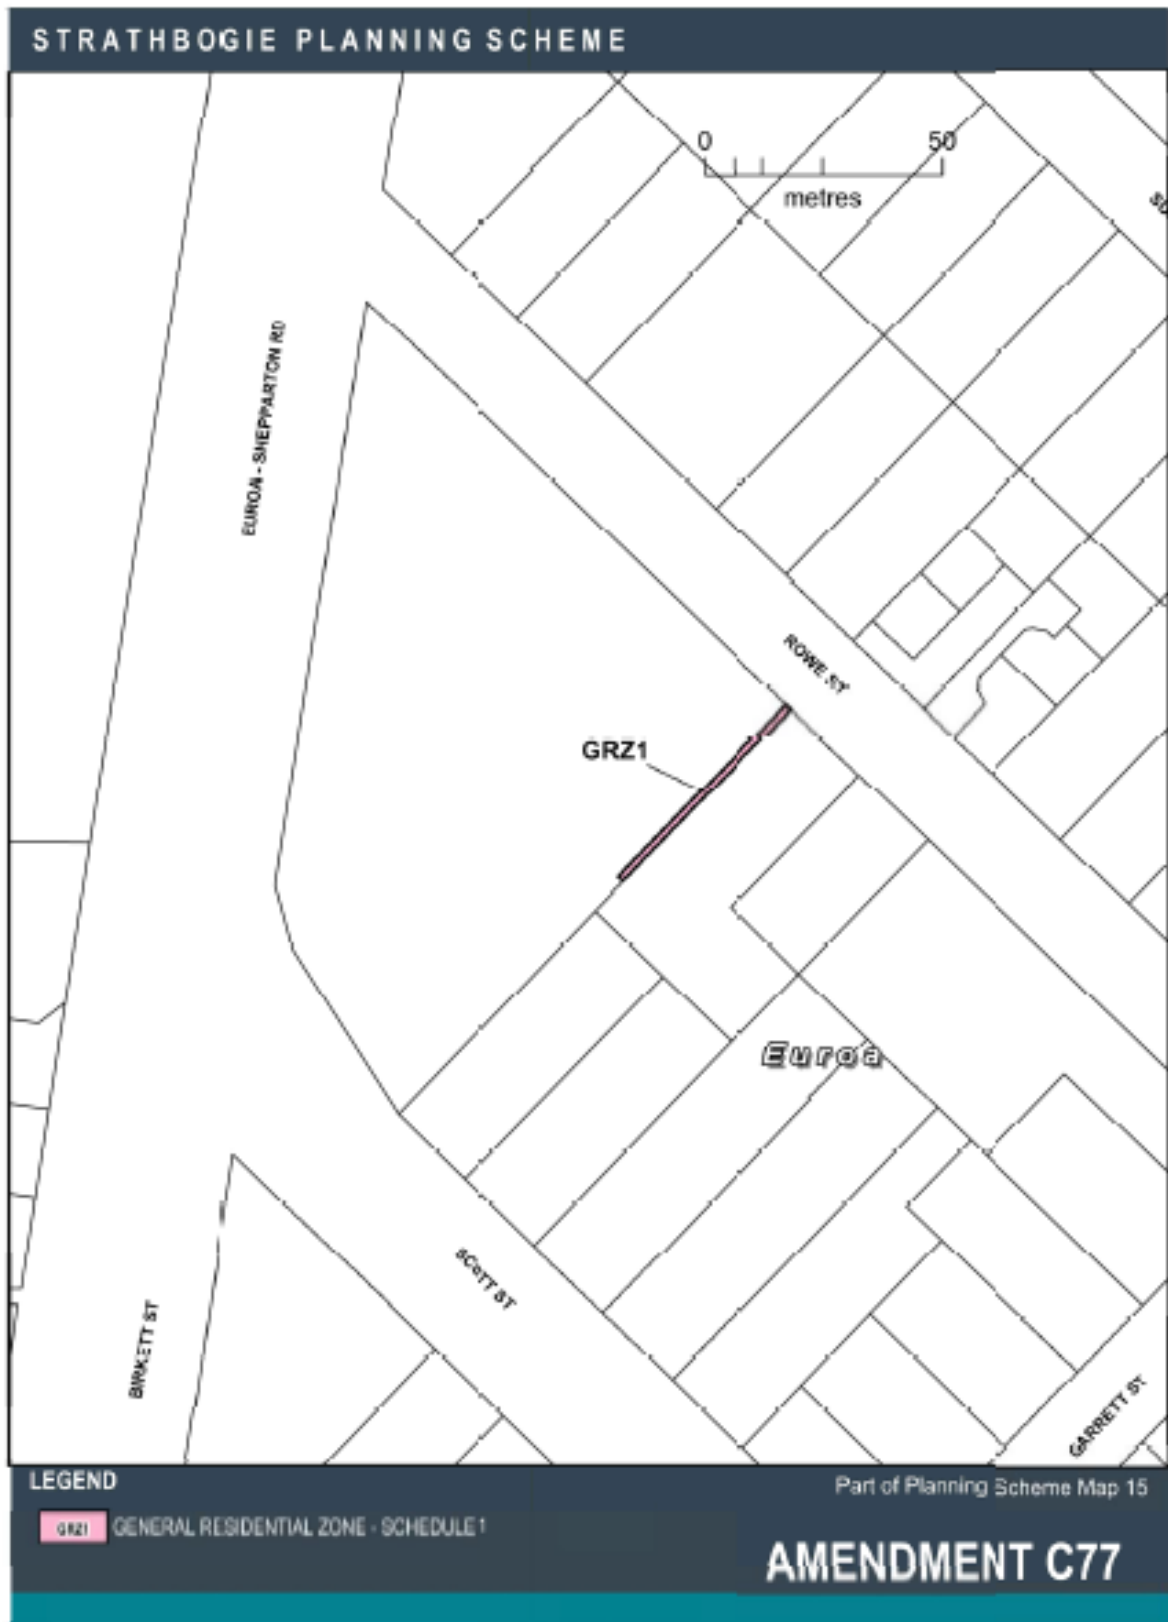 STRATHBOGIE PLANNING SCHEME
0 50
metres
EUROA - SHEPPARTON RD
ROWE ST
GRZ1
Euroa
SCOTT ST
BIRKETT ST
GARRETT ST
LEGEND
Part of Planning Scheme Map 15
GRZ1 GENERAL RESIDENTIAL ZONE - SCHEDULE 1
AMENDMENT C77